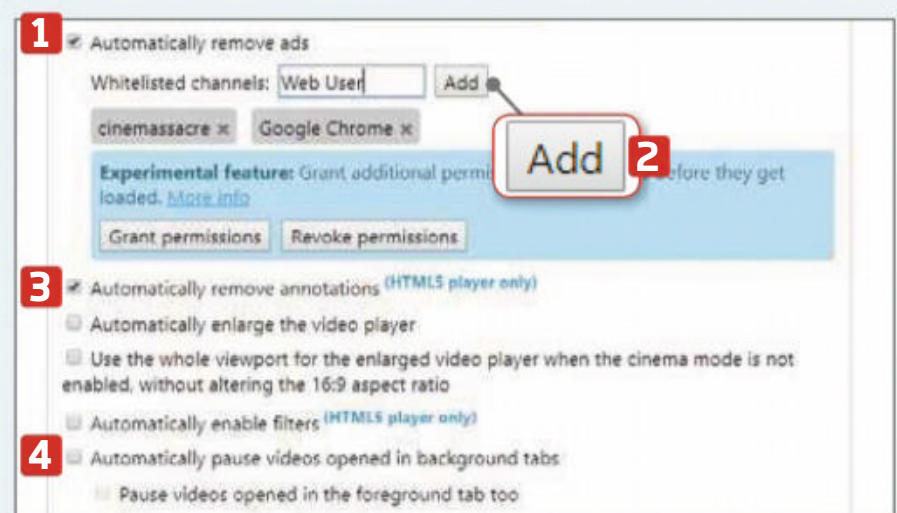 1 Automatically remove ads
Whitelisted channels: Web User Add
cinemassacre × Google Chrome ×
Add 2
Experimental feature: Grant additional before they get
loaded. More info
Grant permissions Revoke permissions
3 Automatically remove annotations (HTML5 player only)
Automatically enlarge the video player
Use the whole viewport for the enlarged video player when the cinema mode is not
enabled, without altering the 16:9 aspect ratio
Automatically enable filters (HTML5 player only)
4 Automatically pause videos opened in background tabs
Pause videos opened in the foreground tab too